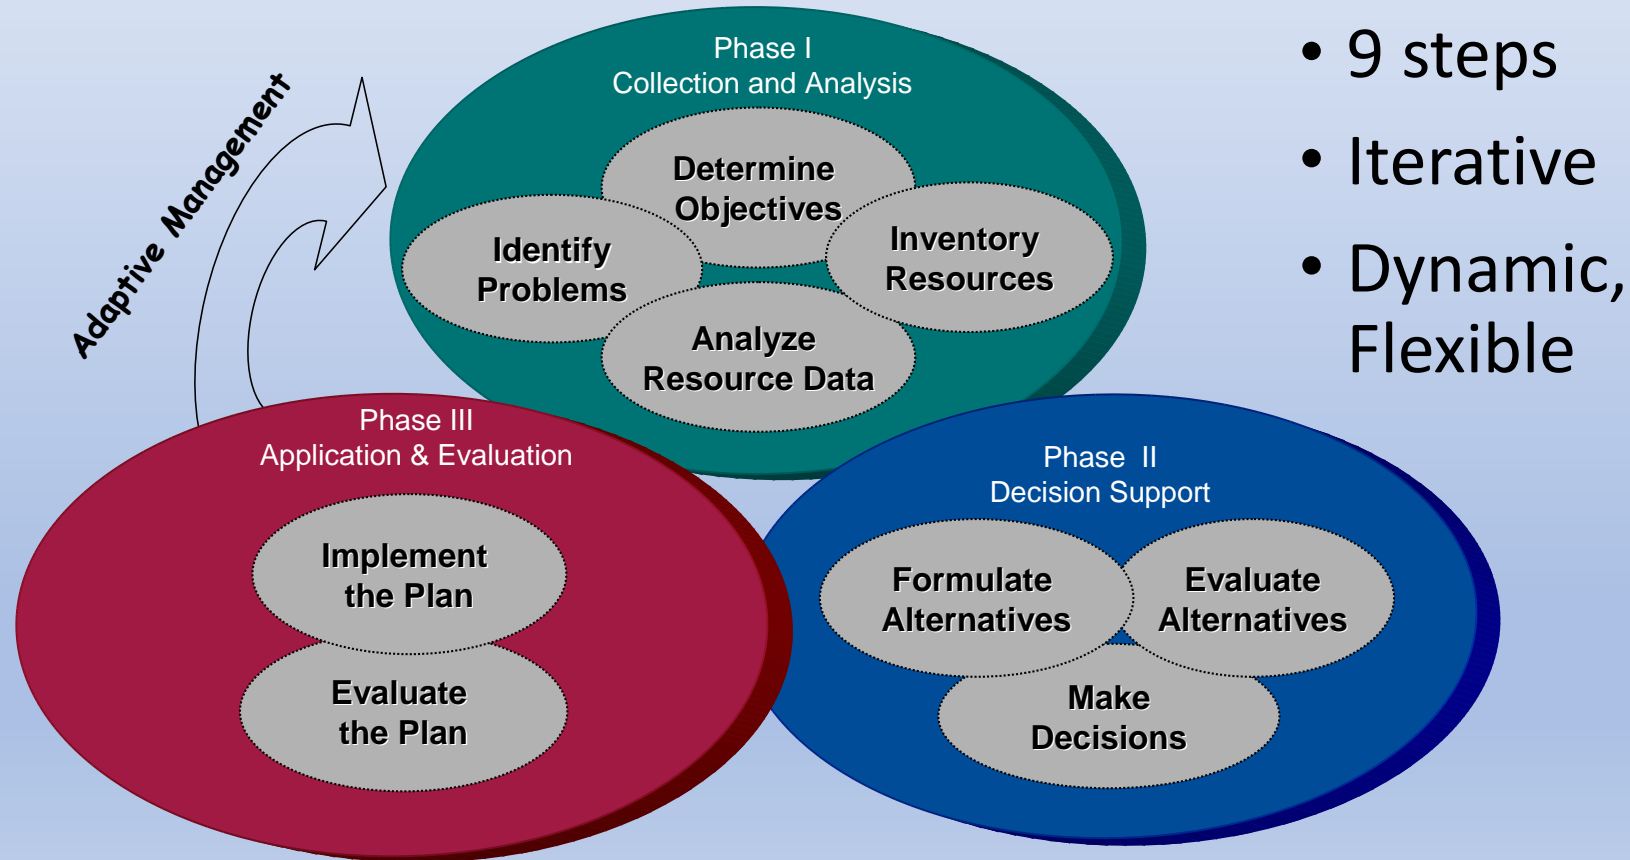 Phase I
Collection and Analysis
Determine
Objectives
Identify
Problems
Inventory
Resources
Analyze
Resource Data
Adaptive Management
Phase III
Application & Evaluation
Implement
the Plan
Evaluate
the Plan
Phase II
Decision Support
Formulate
Alternatives
Evaluate
Alternatives
Make
Decisions
• 9 steps
• Iterative
• Dynamic,
Flexible